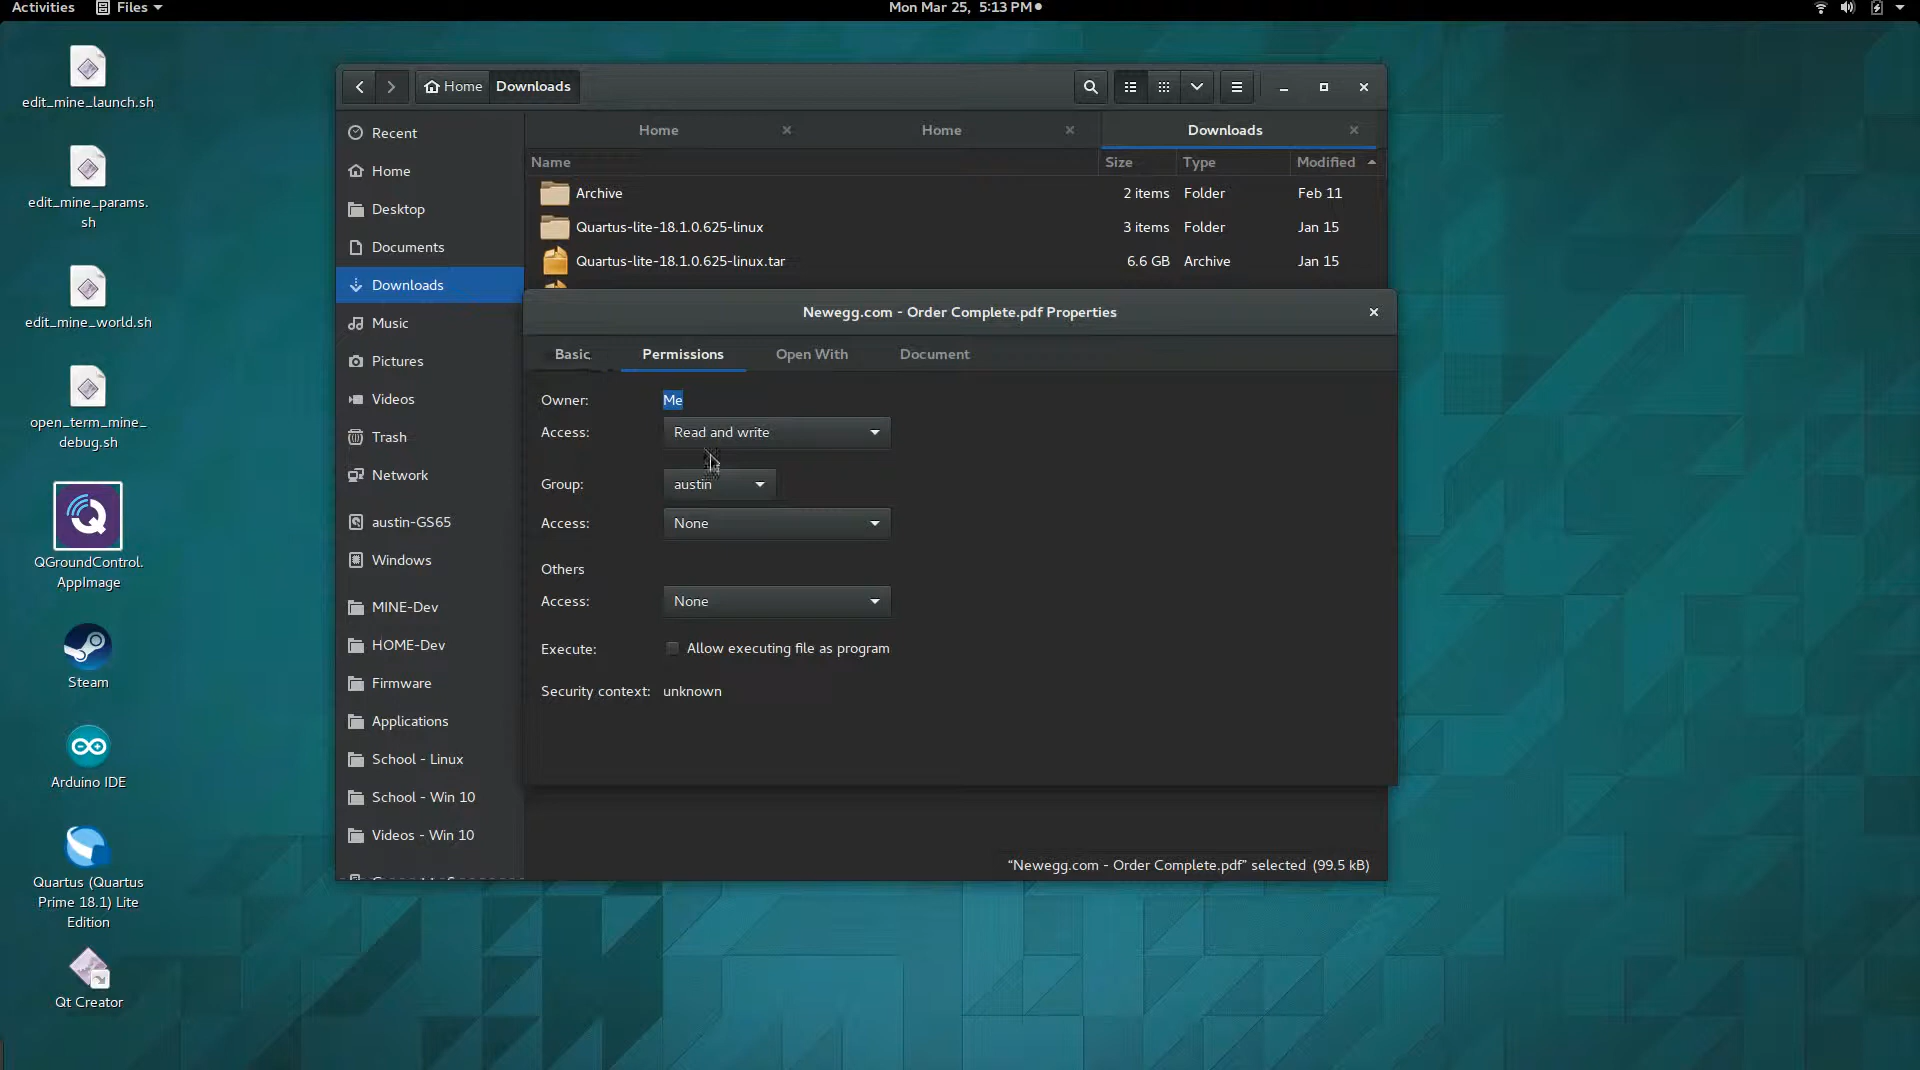 Activities
Files
Mon Mar 25, 5:13 PM
edit_mine_launch.sh
edit_mine_params.
sh
edit_mine_world.sh
open_term_mine_
debug.sh
QGroundControl.
AppImage
Steam
Arduino IDE
Quartus (Quartus
Prime 18.1) Lite
Edition
Qt Creator
Home
Downloads
Recent
Home
Desktop
Documents
Downloads
Music
Pictures
Videos
Trash
Network
austin-GS65
Windows
MINE-Dev
HOME-Dev
Firmware
Applications
School - Linux
School - Win 10
Videos - Win 10
Home
Home
Downloads
Name
Size
Type
Modified
Archive
2 items
Folder
Feb 11
Quartus-lite-18.1.0.625-linux
3 items
Folder
Jan 15
Quartus-lite-18.1.0.625-linux.tar
6.6 GB
Archive
Jan 15
Newegg.com - Order Complete.pdf Properties
Basic
Permissions
Open With
Document
Owner:
Me
Access:
Read and write
Group:
austin
Access:
None
Others
Access:
None
Execute:
Allow executing file as program
Security context:
unknown
“Newegg.com - Order Complete.pdf” selected (99.5 kB)